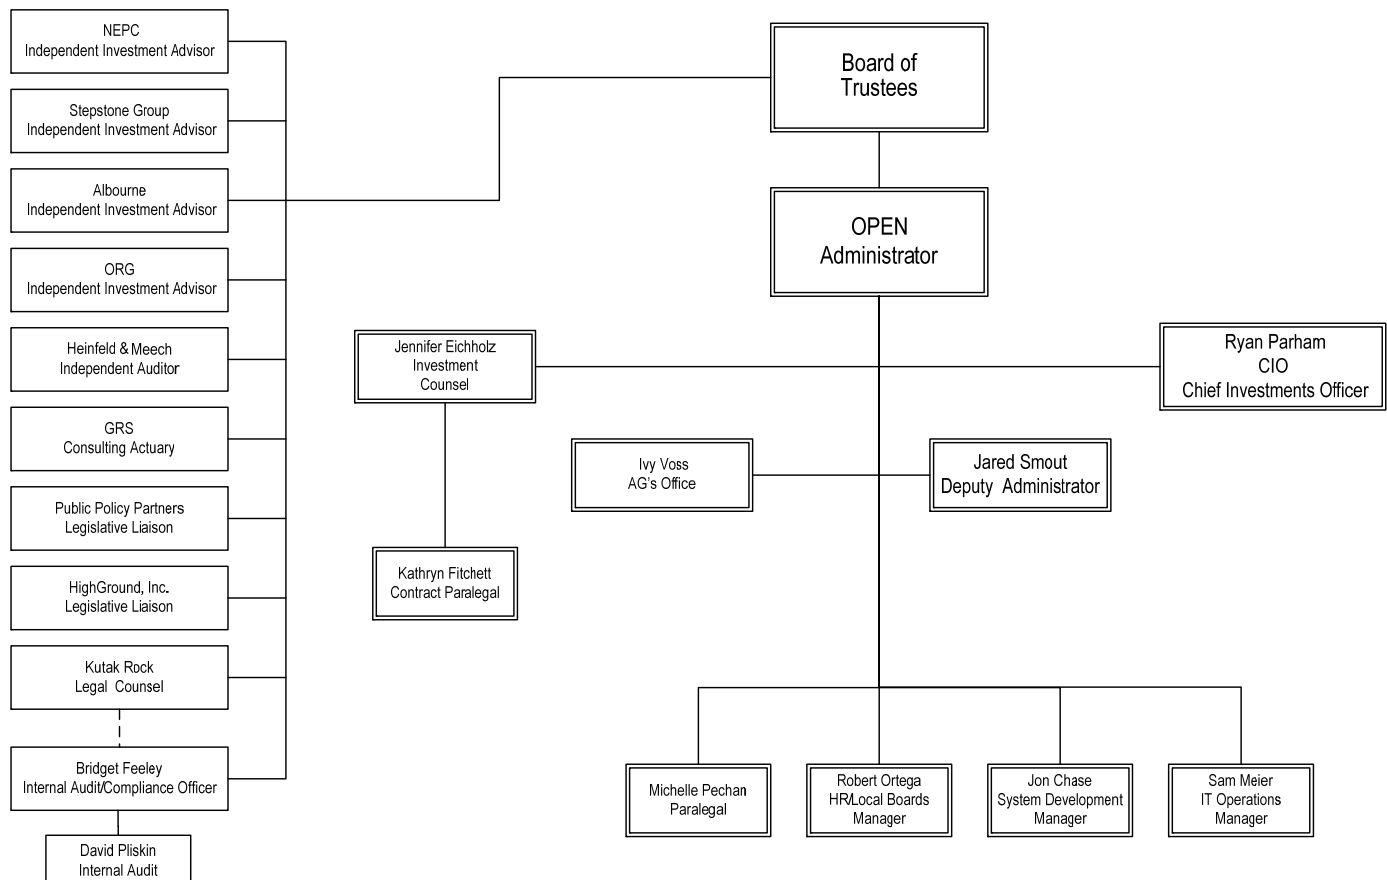 NEPC
Independent Investment Advisor
Stepstone Group
Independent Investment Advisor
Albourne
Independent Investment Advisor
ORG
Independent Investment Advisor
Heinfeld & Meech
Independent Auditor
GRS
Consulting Actuary
Public Policy Partners
Legislative Liaison
HighGround, Inc.
Legislative Liaison
Kutak Rock
Legal Counsel
Bridget Feeley
Internal Audit/Compliance Officer
David Pliskin
Internal Audit
Board of
Trustees
OPEN
Administrator
Jennifer Eichholz
Investment
Counsel
Ryan Parham
CIO
Chief Investments Officer
Ivy Voss
AG's Office
Jared Smout
Deputy Administrator
Kathryn Fitchett
Contract Paralegal
Michelle Pechan
Paralegal
Robert Ortega
HR/Local Boards
Manager
Jon Chase
System Development
Manager
Sam Meier
IT Operations
Manager